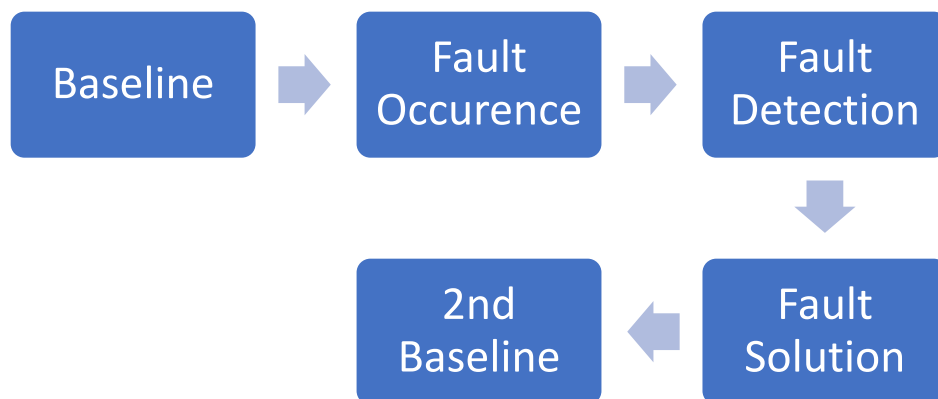 Baseline
Fault
Occurence
Fault
Detection
Fault
Solution
2nd
Baseline